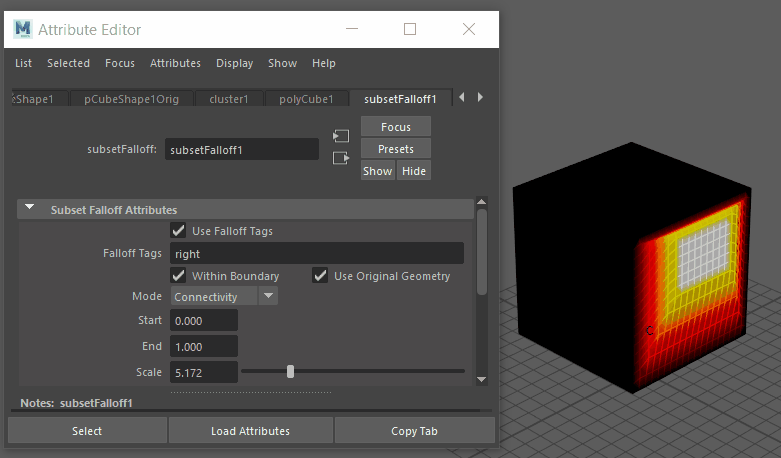 Attribute Editor
List Selected Focus Attributes Display Show Help
pCubeShape1Orig cluster1 polyCube1 subsetFalloff1
subsetFalloff: subsetFalloff1
Focus
Presets
Show Hide
Subset Falloff Attributes
Use Falloff Tags
Falloff Tags right
Within Boundary Use Original Geometry
Mode Connectivity
Start 0.000
End 1.000
Scale 5.172
Notes: subsetFalloff1
Select Load Attributes Copy Tab